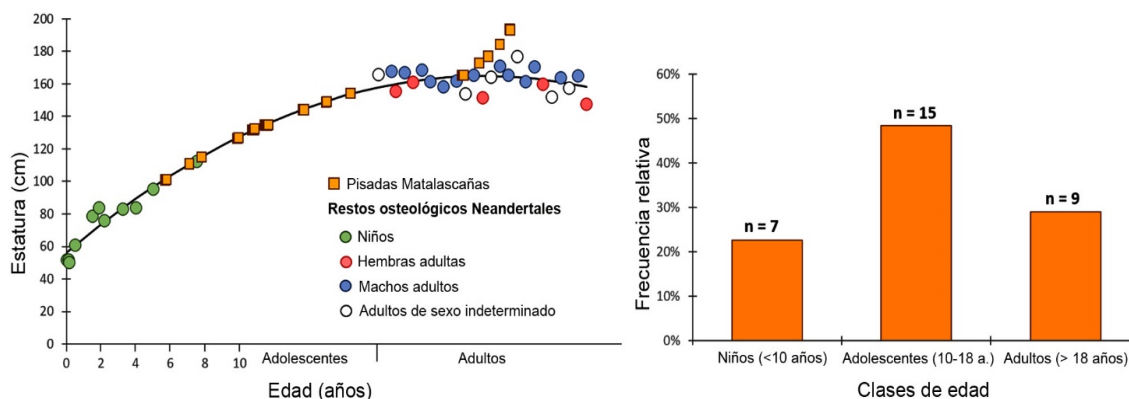 200
180
160
140
120
100
80
60
40
20
0
Estatura (cm)
0 2 4 6 8 10 Adolescentes Adultos
Edad (años)
Pisadas Matalascañas
Restos osteológicos Neandertales
Niños
Hembras adultas
Machos adultos
Adultos de sexo indeterminado
60%
50%
40%
30%
20%
10%
0%
Frecuencia relativa
n = 7
n = 15
n = 9
Niños (<10 años) Adolescentes (10-18 a.) Adultos (> 18 años)
Clases de edad